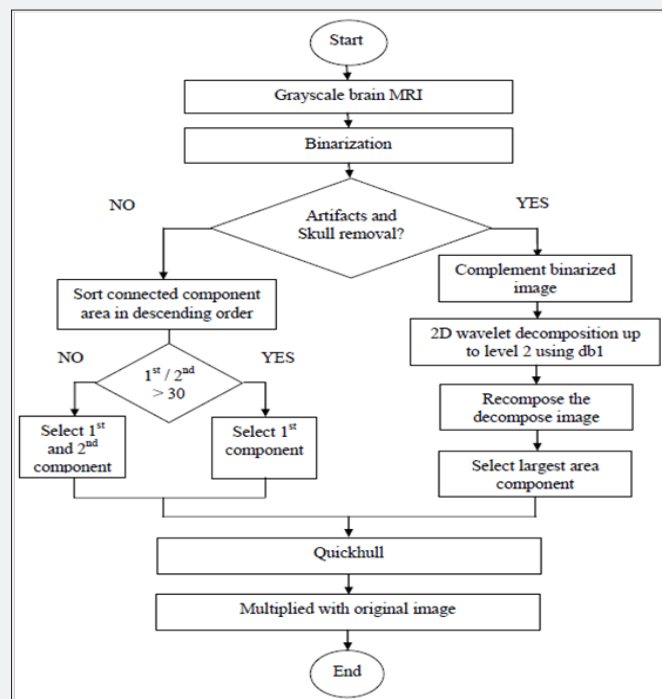 Start
Grayscale brain MRI
Binarization
NO
YES
Artifacts and
Skull removal?
Sort connected component
area in descending order
NO
YES
1st / 2nd
> 30
Select 1st
and 2nd
component
Select 1st
component
Complement binarized
image
2D wavelet decomposition up
to level 2 using db1
Recompose the
decompose image
Select largest area
component
Quickhull
Multiplied with original image
End